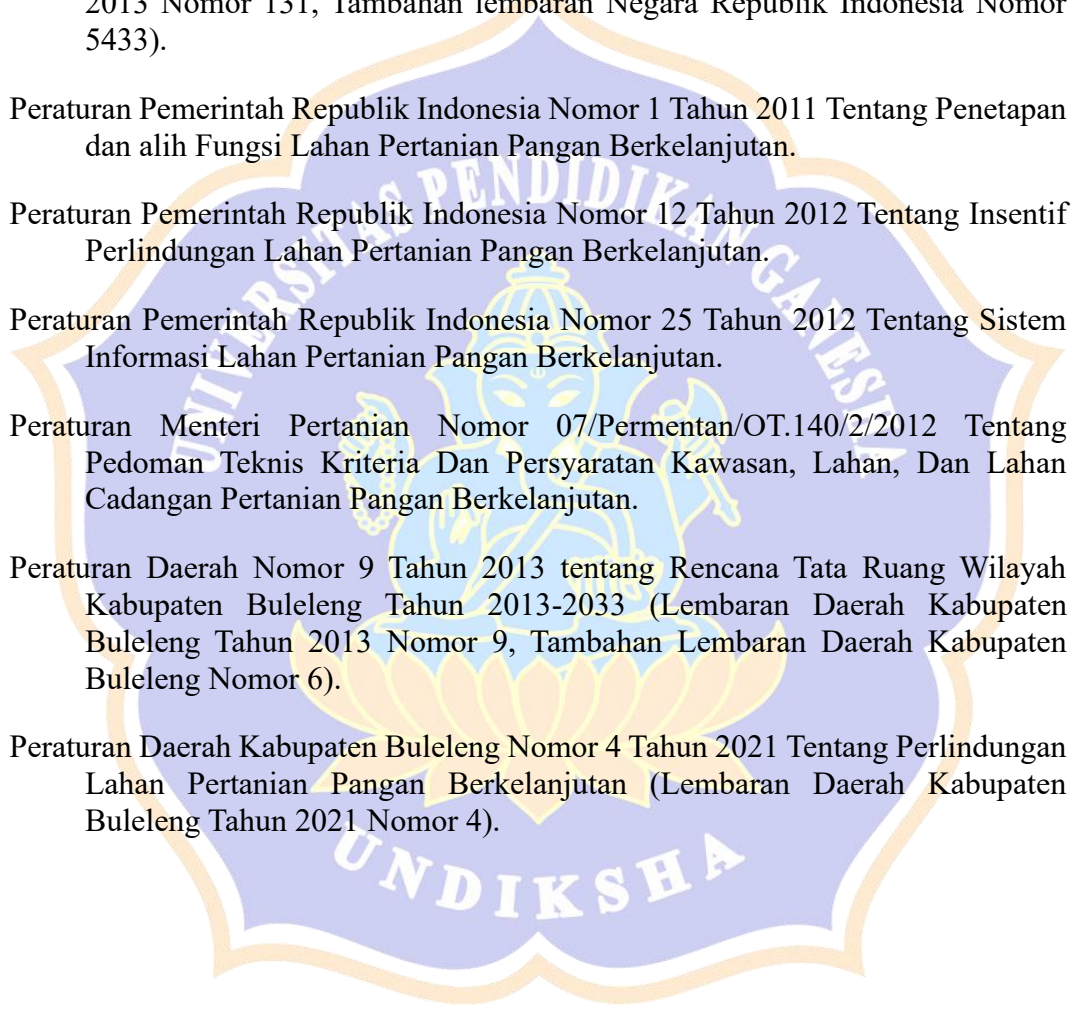 2013 Nomor 131, Tambahan lembaran Negara Republik Indonesia Nomor
5433).
Peraturan Pemerintah Republik Indonesia Nomor 1 Tahun 2011 Tentang Penetapan
dan alih Fungsi Lahan Pertanian Pangan Berkelanjutan.
Peraturan Pemerintah Republik Indonesia Nomor 12 Tahun 2012 Tentang Insentif
Perlindungan Lahan Pertanian Pangan Berkelanjutan.
Peraturan Pemerintah Republik Indonesia Nomor 25 Tahun 2012 Tentang Sistem
Informasi Lahan Pertanian Pangan Berkelanjutan.
Peraturan Menteri Pertanian Nomor 07/Permentan/OT.140/2/2012 Tentang
Pedoman Teknis Kriteria Dan Persyaratan Kawasan, Lahan, Dan Lahan
Cadangan Pertanian Pangan Berkelanjutan.
Peraturan Daerah Nomor 9 Tahun 2013 tentang Rencana Tata Ruang Wilayah
Kabupaten Buleleng Tahun 2013-2033 (Lembaran Daerah Kabupaten
Buleleng Tahun 2013 Nomor 9, Tambahan Lembaran Daerah Kabupaten
Buleleng Nomor 6).
Peraturan Daerah Kabupaten Buleleng Nomor 4 Tahun 2021 Tentang Perlindungan
Lahan Pertanian Pangan Berkelanjutan (Lembaran Daerah Kabupaten
Buleleng Tahun 2021 Nomor 4).
UNIVERSITAS PENDIDIKAN GANESHA
UNDIKSHA